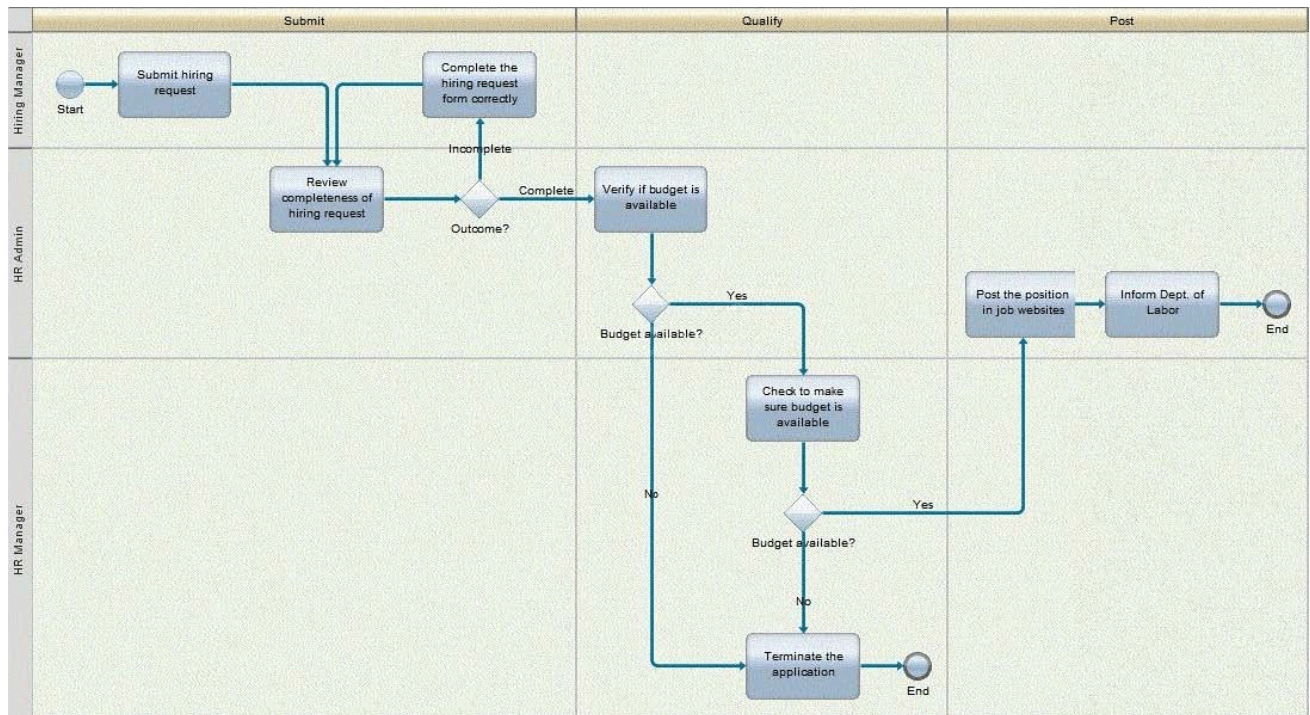 Submit
Qualify
Post
Hiring Manager
Start
Submit hiring
request
Complete the
hiring request
form correctly
Incomplete
HR Admin
Review
completeness of
hiring request
Outcome?
Complete
Verify if budget is
available
Budget available?
Yes
No
Post the position
in job websites
Inform Dept. of
Labor
End
HR Manager
Check to make
sure budget is
available
Budget available?
Yes
No
Terminate the
application
End